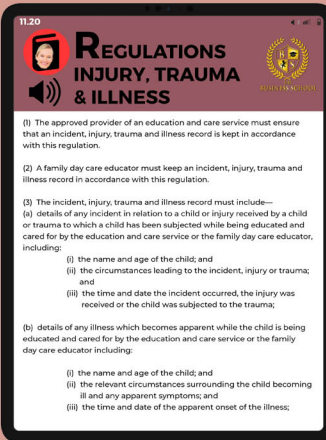 11.20
REGULATIONS
INJURY, TRAUMA
& ILLNESS
B S
BUSINESS SCHOOL
(1) The approved provider of an education and care service must ensure
that an incident, injury, trauma and illness record is kept in accordance
with this regulation.
(2) A family day care educator must keep an incident, injury, trauma and
illness record in accordance with this regulation.
(3) The incident, injury, trauma and illness record must include—
(a) details of any incident in relation to a child or injury received by a child
or trauma to which a child has been subjected while being educated and
cared for by the education and care service or the family day care educator,
including:
(i) the name and age of the child; and
(ii) the circumstances leading to the incident, injury or trauma;
and
(iii) the time and date the incident occurred, the injury was
received or the child was subjected to the trauma;
(b) details of any illness which becomes apparent while the child is being
educated and cared for by the education and care service or the family
day care educator including:
(i) the name and age of the child; and
(ii) the relevant circumstances surrounding the child becoming
ill and any apparent symptoms; and
(iii) the time and date of the apparent onset of the illness;